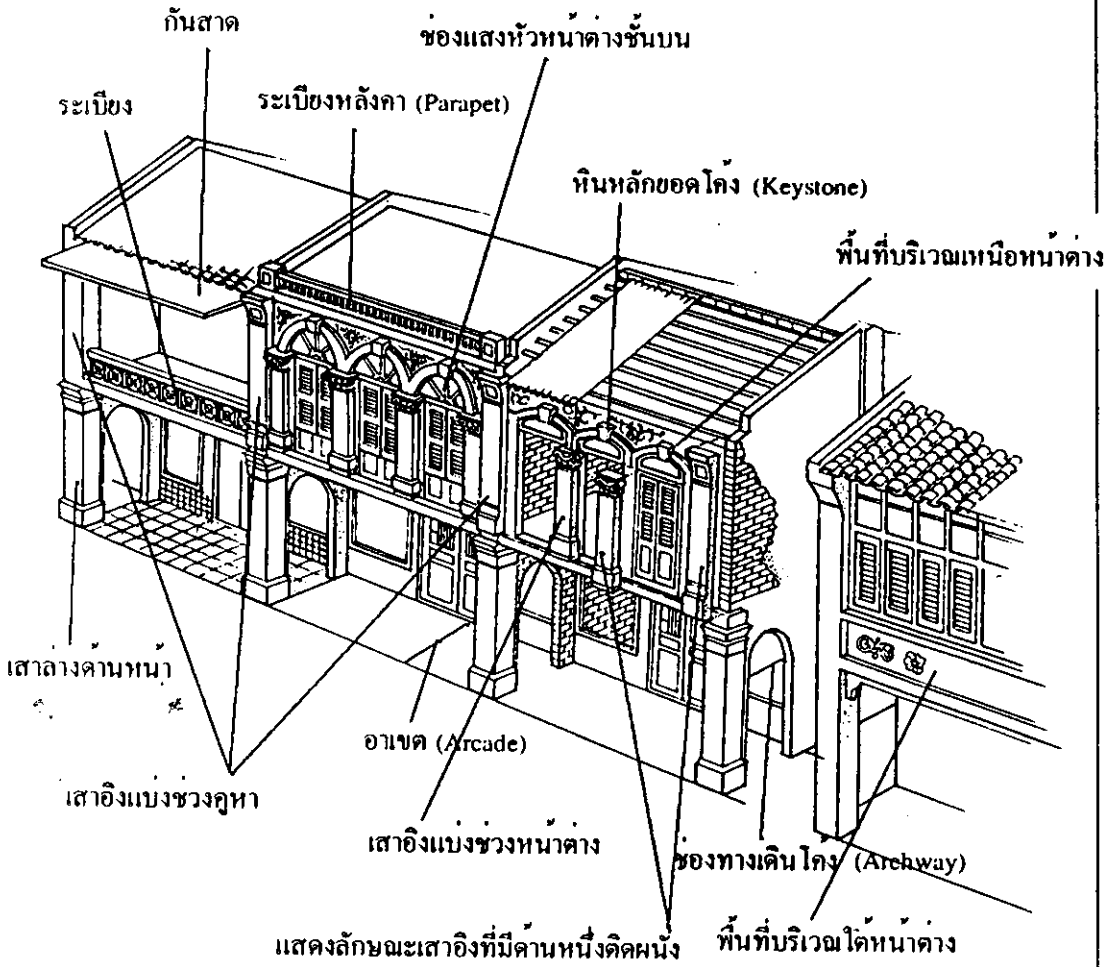 กันสาด
ช่องแสงหัวหน้าต่างชั้นบน
ระเบียง
ระเบียงหลังคา (Parapet)
หินหลักยอดโค้ง (Keystone)
พื้นที่บริเวณเหนือหน้าต่าง
เสาล่างด้านหน้า
อาเขต (Arcade)
เสาอิงแบ่งช่วงคูหา
เสาอิงแบ่งช่วงหน้าต่าง
ช่องทางเดินโค้ง (Archway)
แสดงลักษณะเสาอิงที่มีด้านหนึ่งติดผนัง
พื้นที่บริเวณใต้หน้าต่าง